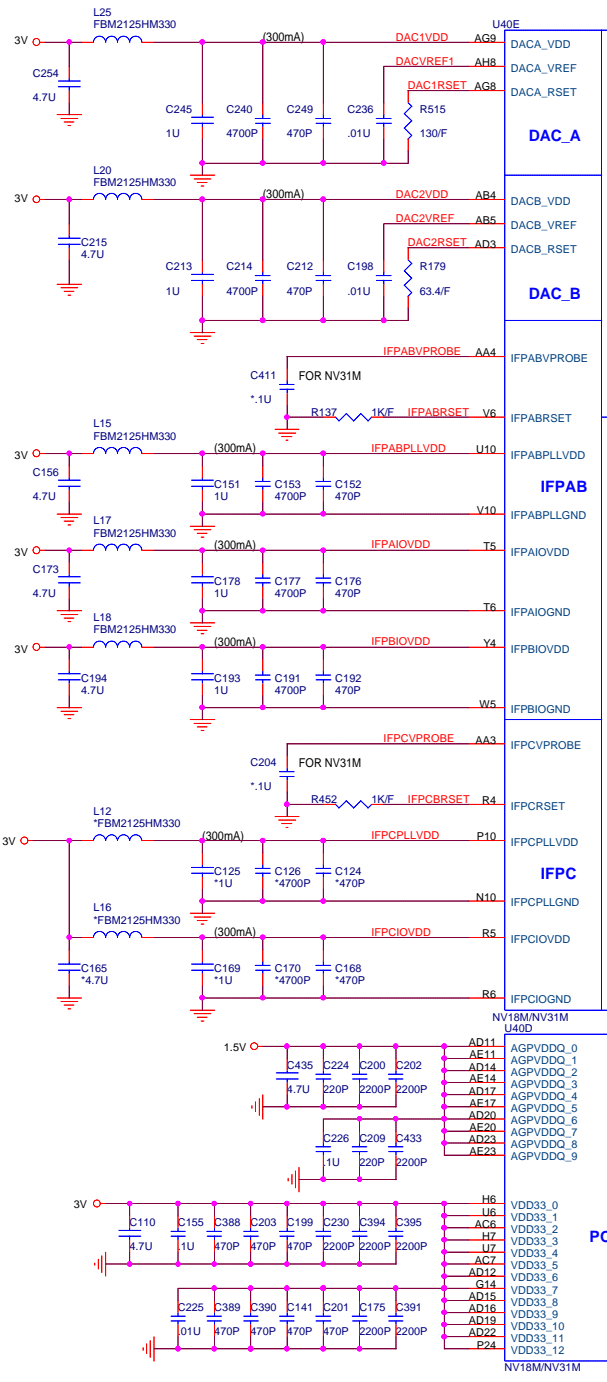 L25
FBM2125HM330
U40E
3V
(300mA)
DAC1VDD
AG9
DACA_VDD
DACVREF1
AH8
DACA_VREF
C254
4.7U
DAC1RSET
AG8
DACA_RSET
C245
1U
C240
4700P
C249
470P
C236
.01U
R515
130/F
DAC_A
L20
FBM2125HM330
3V
(300mA)
DAC2VDD
AB4
DACB_VDD
DAC2VREF
AB5
DACB_VREF
C215
4.7U
DAC2RSET
AD3
DACB_RSET
C213
1U
C214
4700P
C212
470P
C198
.01U
R179
63.4/F
DAC_B
IFPABVPROBE
AA4
IFPABVPROBE
C411
*.1U
FOR NV31M
R137
1K/F
IFPABRSET
V6
IFPABRSET
L15
FBM2125HM330
3V
(300mA)
IFPABPLLVDD
U10
IFPABPLLVDD
C156
4.7U
C151
1U
C153
4700P
C152
470P
IFPAB
V10
IFPABPLLGND
L17
FBM2125HM330
3V
(300mA)
IFPAIOVDD
T5
IFPAIOVDD
C173
4.7U
C178
1U
C177
4700P
C176
470P
T6
IFPAIOGND
L18
FBM2125HM330
3V
(300mA)
IFPBIOVDD
Y4
IFPBIOVDD
C194
4.7U
C193
1U
C191
4700P
C192
470P
W5
IFPBIOGND
IFPCVPROBE
AA3
IFPCVPROBE
C204
*.1U
FOR NV31M
R452
1K/F
IFPCBRSET
R4
IFPCRSET
L12
*FBM2125HM330
3V
(300mA)
IFPCPLLVDD
P10
IFPCPLLVDD
C125
*1U
C126
*4700P
C124
*470P
IFPC
N10
IFPCPLLGND
L16
*FBM2125HM330
(300mA)
IFPCIOVDD
R5
IFPCIOVDD
C165
*4.7U
C169
*1U
C170
*4700P
C168
*470P
R6
IFPCIOGND
NV18M/NV31M
U40D
1.5V
AD11
AGPVDDQ_0
AE11
AGPVDDQ_1
AD14
AGPVDDQ_2
AE14
AGPVDDQ_3
AD17
AGPVDDQ_4
AE17
AGPVDDQ_5
AD20
AGPVDDQ_6
AE20
AGPVDDQ_7
AD23
AGPVDDQ_8
AE23
AGPVDDQ_9
C435
4.7U
C224
220P
C200
2200P
C202
2200P
C226
.1U
C209
220P
C433
2200P
3V
H6
VDD33_0
U6
VDD33_1
AC6
VDD33_2
H7
VDD33_3
U7
VDD33_4
AC7
VDD33_5
AD12
VDD33_6
G14
VDD33_7
AD15
VDD33_8
AD16
VDD33_9
AD19
VDD33_10
AD22
VDD33_11
P24
VDD33_12
PO
C110
4.7U
C155
.1U
C388
470P
C203
470P
C199
470P
C230
2200P
C394
2200P
C395
2200P
C225
.01U
C389
470P
C390
470P
C141
470P
C201
470P
C175
2200P
C391
2200P
NV18M/NV31M